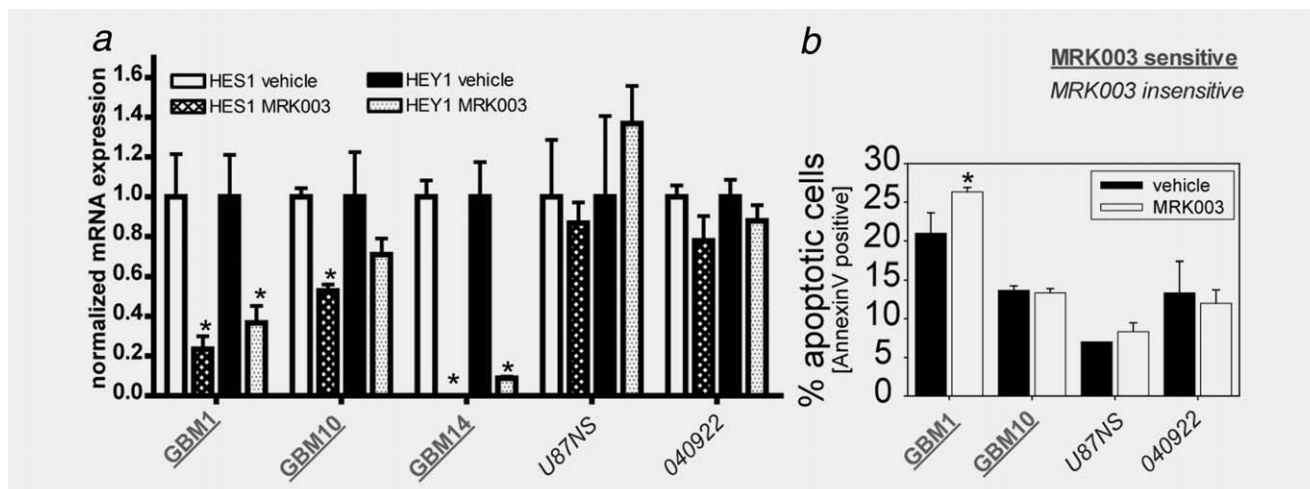 a
normalized mRNA expression
1.6
1.4
1.2
1.0
0.8
0.6
0.4
0.2
0.0
HES1 vehicle
HEY1 vehicle
HES1 MRK003
HEY1 MRK003
*
*
*
*
*
GBM1
GBM10
GBM14
U87NS
040922
b
MRK003 sensitive
MRK003 insensitive
% apoptotic cells
[AnnexinV positive]
30
25
20
15
10
5
0
*
vehicle
MRK003
GBM1
GBM10
U87NS
040922